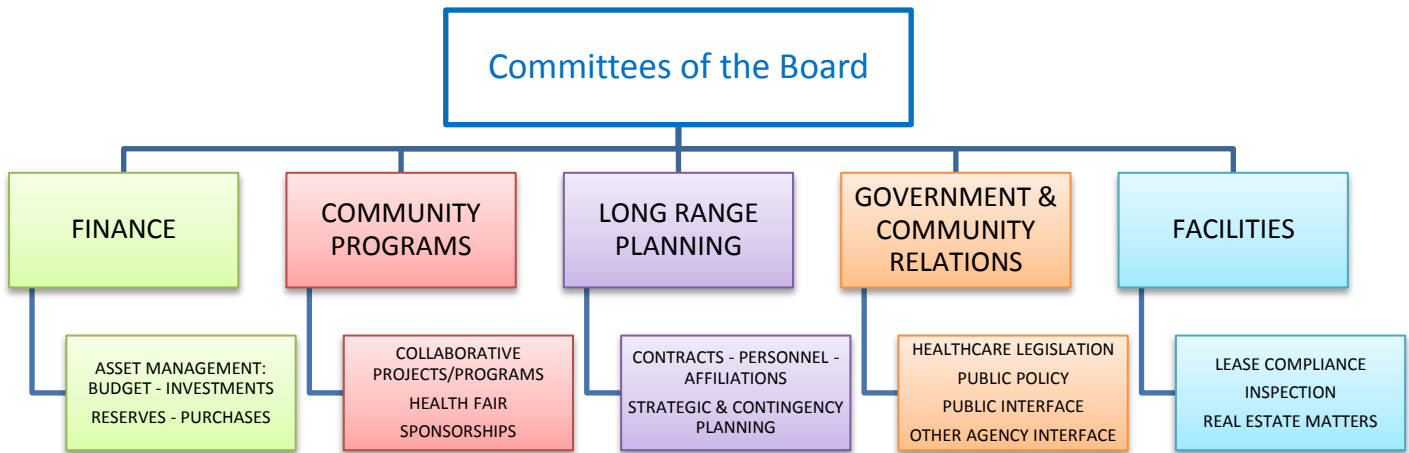 Committees of the Board
FINANCE
COMMUNITY
PROGRAMS
LONG RANGE
PLANNING
GOVERNMENT &
COMMUNITY
RELATIONS
FACILITIES
ASSET MANAGEMENT:
BUDGET - INVESTMENTS
RESERVES - PURCHASES
COLLABORATIVE
PROJECTS/PROGRAMS
HEALTH FAIR
SPONSORSHIPS
CONTRACTS - PERSONNEL -
AFFILIATIONS
STRATEGIC & CONTINGENCY
PLANNING
HEALTHCARE LEGISLATION
PUBLIC POLICY
PUBLIC INTERFACE
OTHER AGENCY INTERFACE
LEASE COMPLIANCE
INSPECTION
REAL ESTATE MATTERS